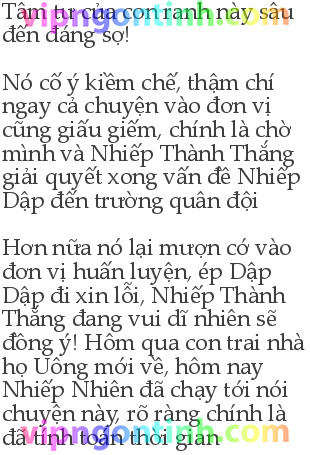 Tâm tư của con ranh này sâu
đến đáng sợ!
Nó cố ý kiềm chế, thậm chí
ngay cả chuyện vào đơn vị
cũng giấu giếm, chính là chờ
mình và Nhiếp Thành Thắng
giải quyết xong vấn đề Nhiếp
Dập đến trường quân đội
Hơn nữa nó lại mượn cớ vào
đơn vị huấn luyện, ép Dập
Dập đi xin lỗi, Nhiếp Thành
Thắng đang vui dĩ nhiên sẽ
đồng ý! Hôm qua con trai nhà
họ Uông mới về, hôm nay
Nhiếp Nhiên đã chạy tới nói
chuyện này, rõ ràng chính là
đã tính toán thời gian
vipngontinh.com
vipngontinh.com